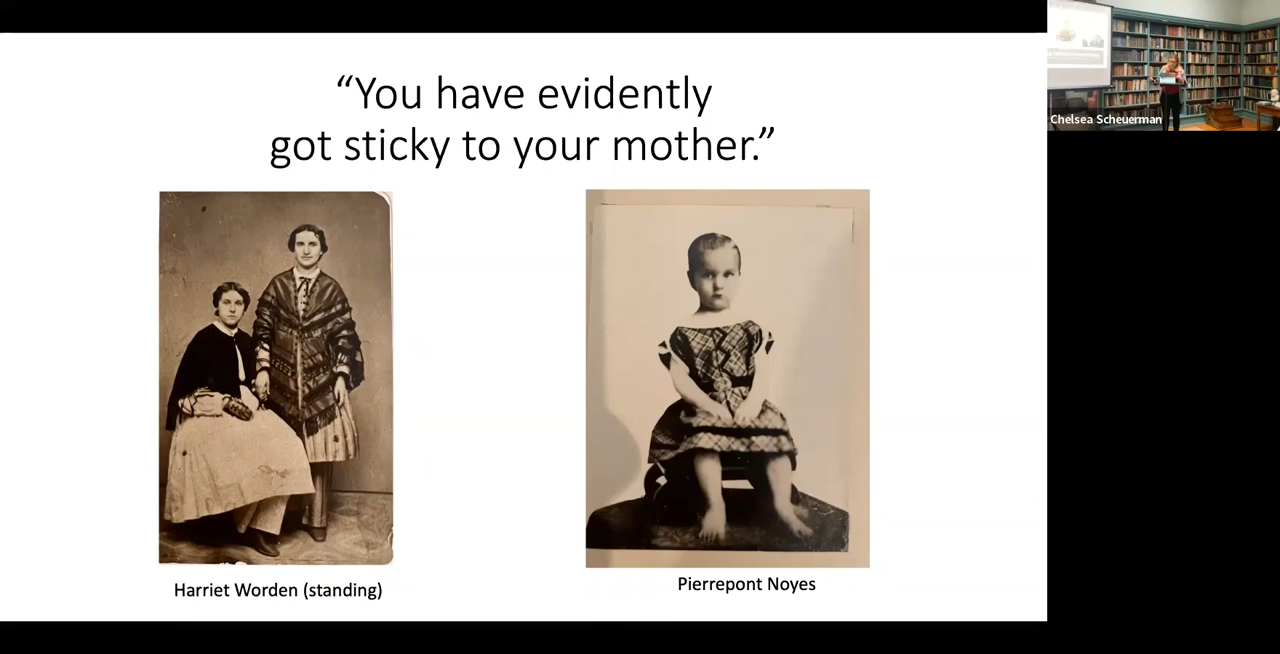 “You have evidently
got sticky to your mother.”
Harriet Worden (standing)
Pierrepont Noyes
Chelsea Scheuerman